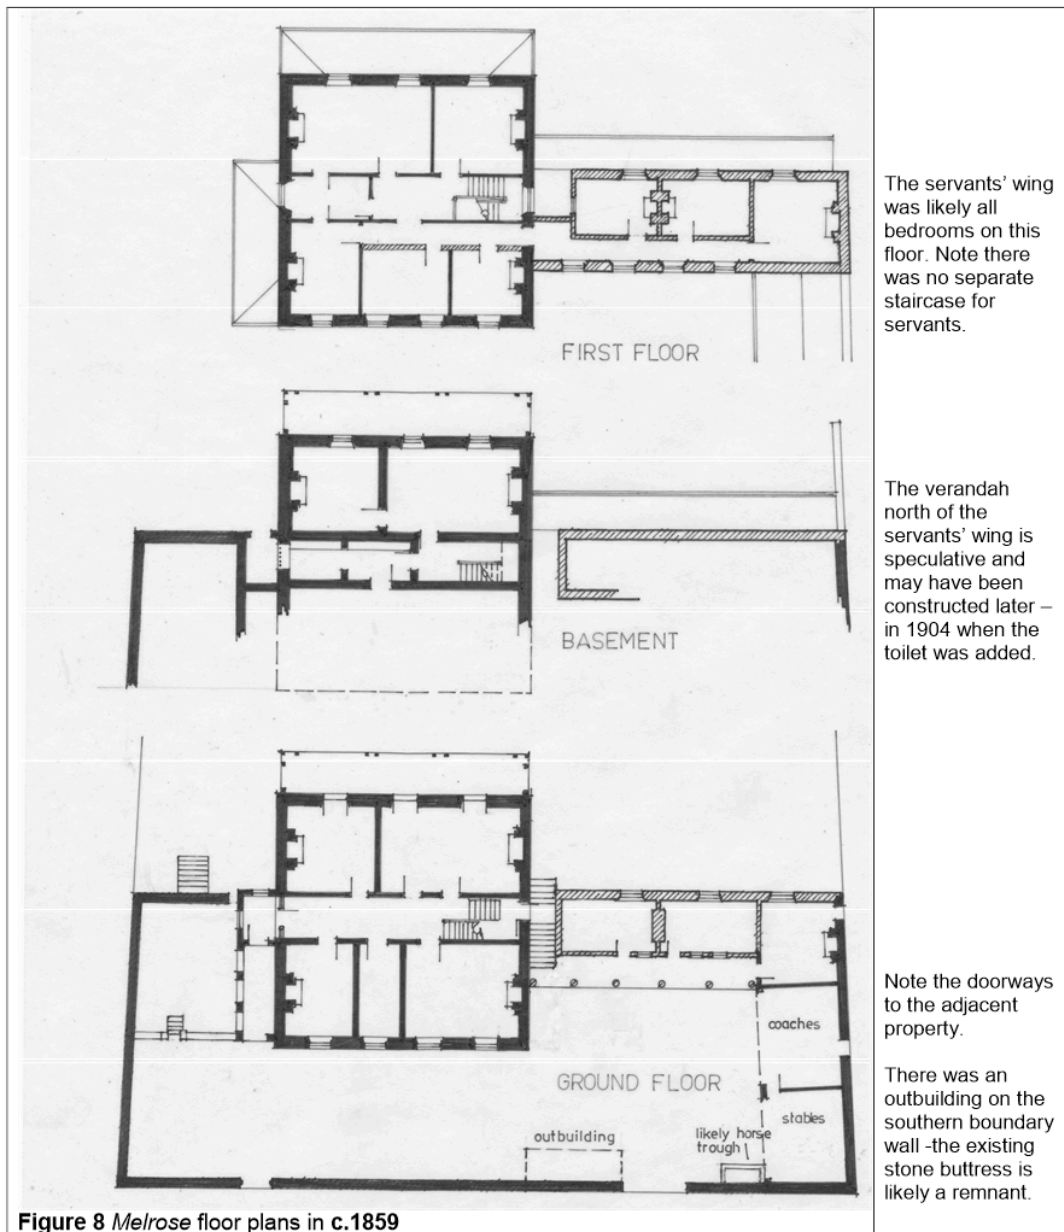 The servants' wing
was likely all
bedrooms on this
floor. Note there
was no separate
staircase for
servants.
FIRST FLOOR
The verandah
north of the
servants' wing is
speculative and
may have been
constructed later –
in 1904 when the
toilet was added.
BASEMENT
Note the doorways
to the adjacent
property.
There was an
outbuilding on the
southern boundary
wall -the existing
stone buttress is
likely a remnant.
coaches
GROUND FLOOR
stables
outbuilding
likely horse
trough
Figure 8 Melrose floor plans in c.1859